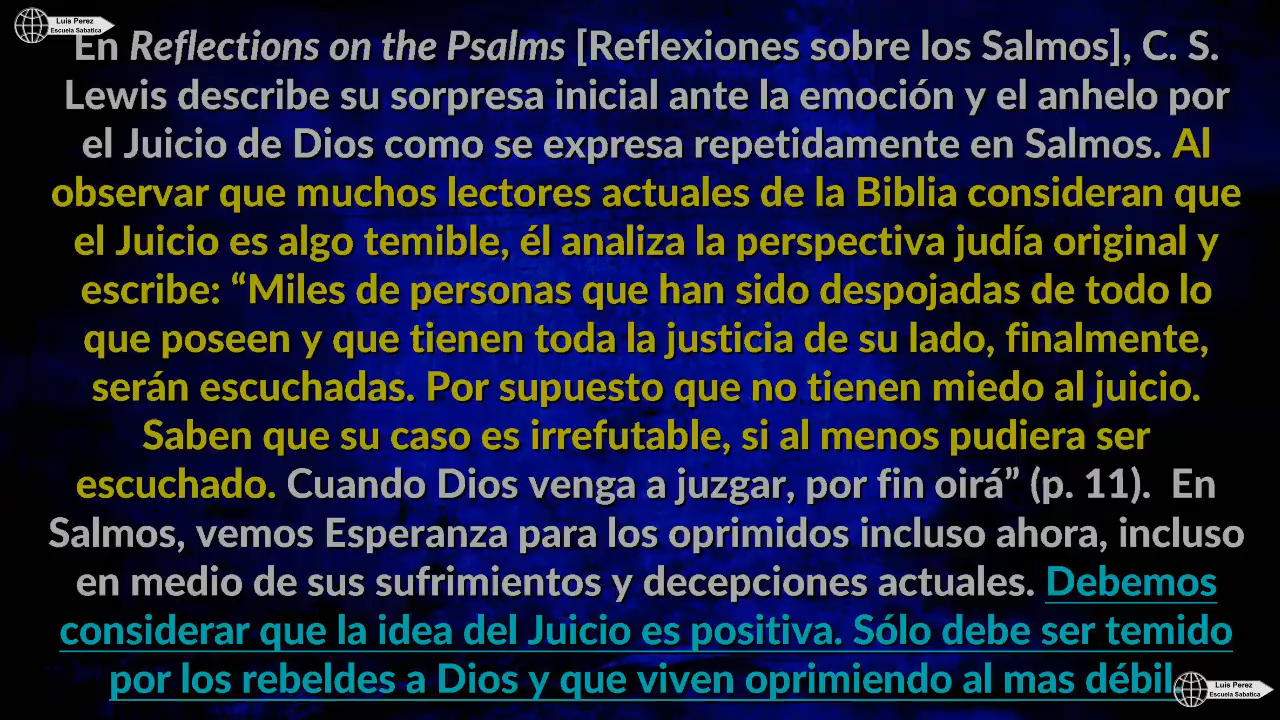 Luis Perez
Escuela Sabatica
En Reflections on the Psalms [Reflexiones sobre los Salmos], C. S.
Lewis describe su sorpresa inicial ante la emoción y el anhelo por
el Juicio de Dios como se expresa repetidamente en Salmos. Al
observar que muchos lectores actuales de la Biblia consideran que
el Juicio es algo temible, él analiza la perspectiva judía original y
escribe: “Miles de personas que han sido despojadas de todo lo
que poseen y que tienen toda la justicia de su lado, finalmente,
serán escuchadas. Por supuesto que no tienen miedo al juicio.
Saben que su caso es irrefutable, si al menos pudiera ser
escuchado. Cuando Dios venga a juzgar, por fin oirá” (p. 11). En
Salmos, vemos Esperanza para los oprimidos incluso ahora, incluso
en medio de sus sufrimientos y decepciones actuales. Debemos
considerar que la idea del Juicio es positiva. Sólo debe ser temido
por los rebeldes a Dios y que viven oprimiendo al mas débil
Luis Perez
Escuela Sabatica